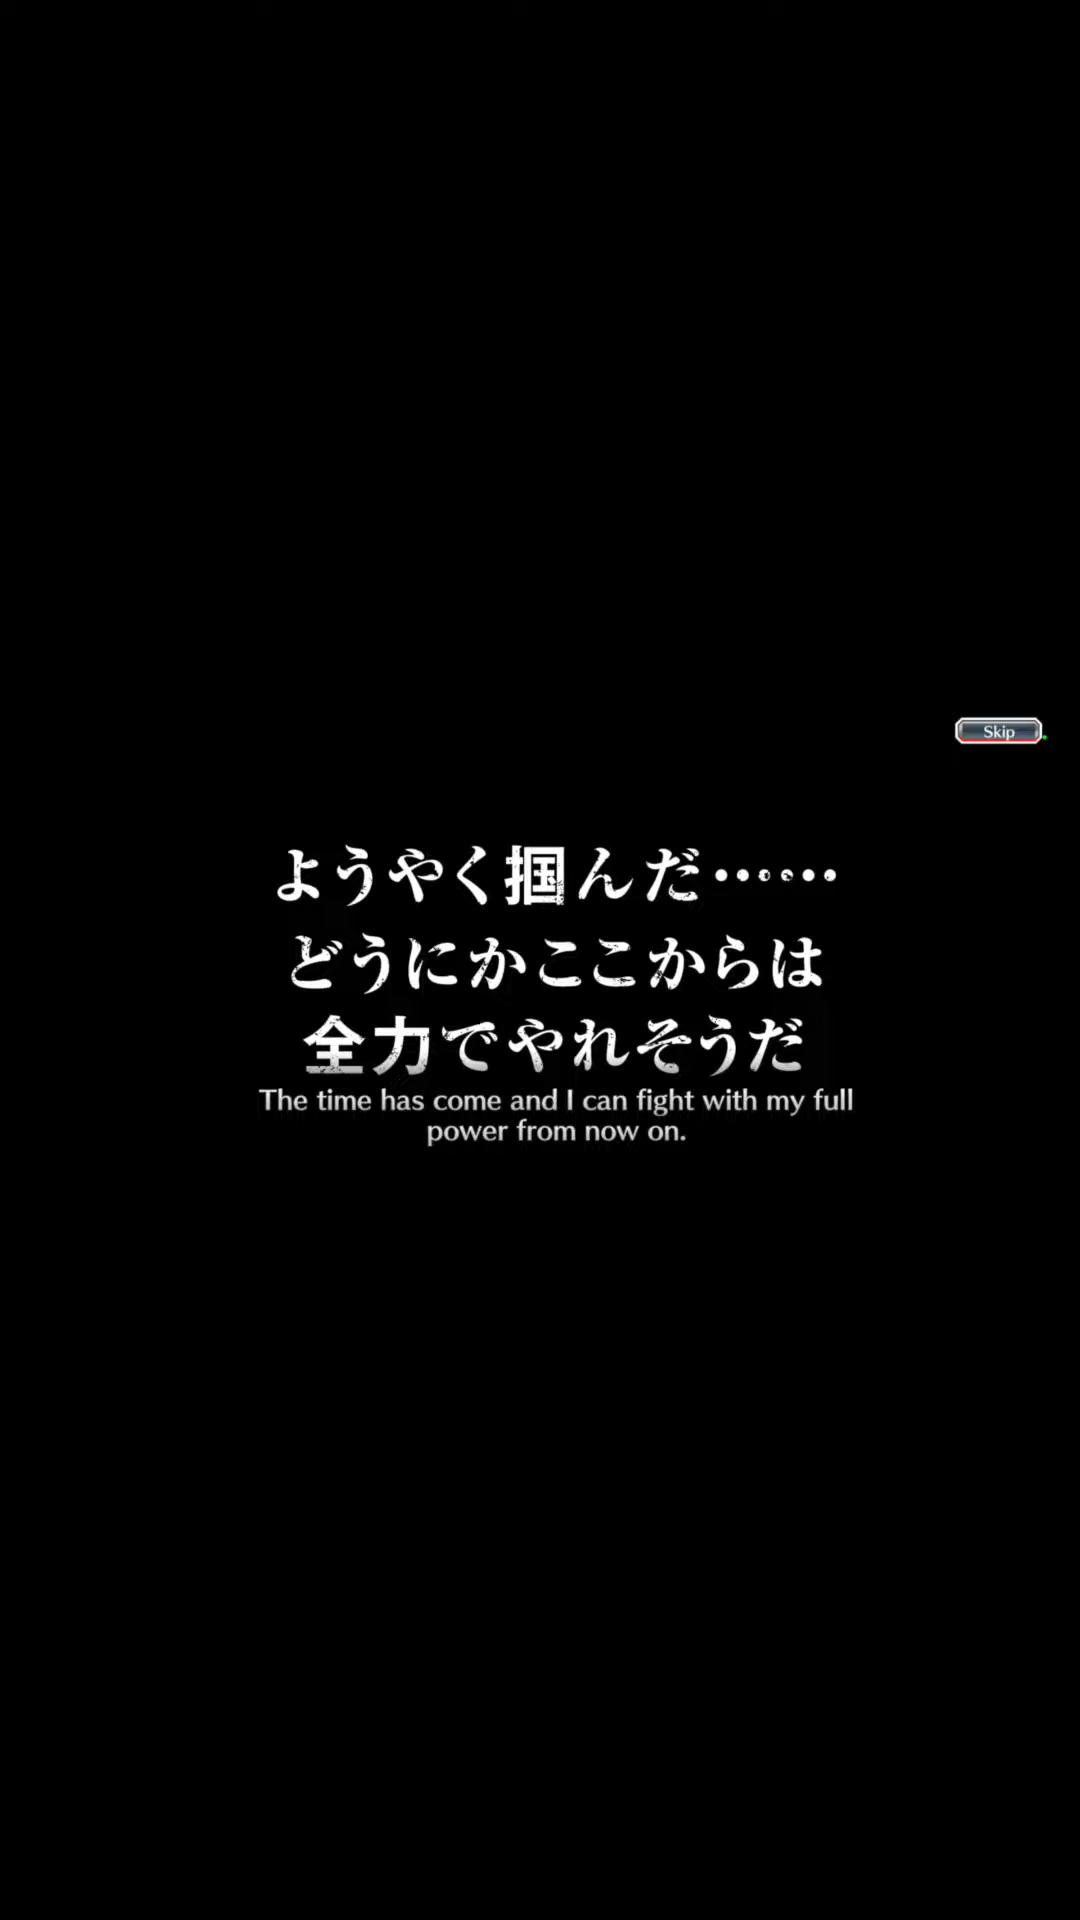 Skip
ようやく掴んだ……
どうにかここからは
全力でやれそうだ
The time has come and I can fight with my full
power from now on.